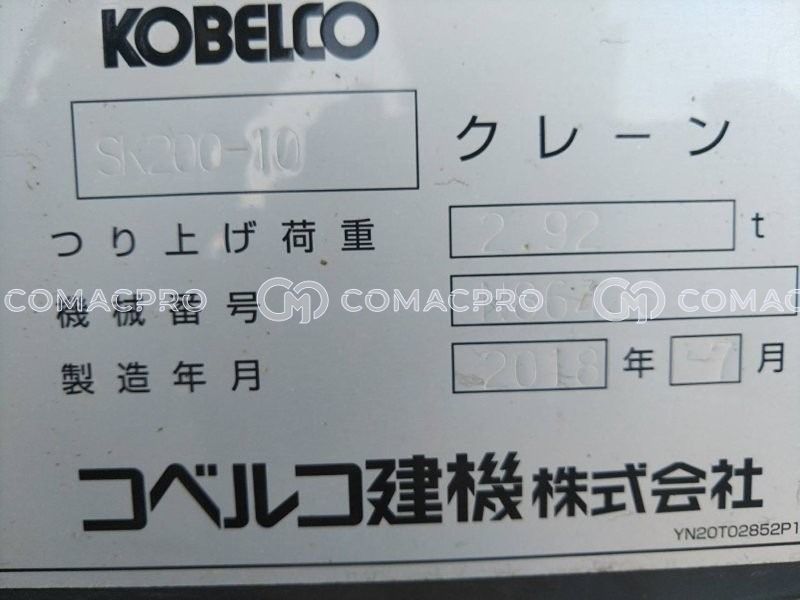 KOBELCO
SK200-10 クレーン
つり上げ荷重 2.92 t
機械番号
COMACPRO CM COMACPRO CM COMAC
製造年月 2018 年 7 月
コベルコ建機株式会社
YN20T02852P1